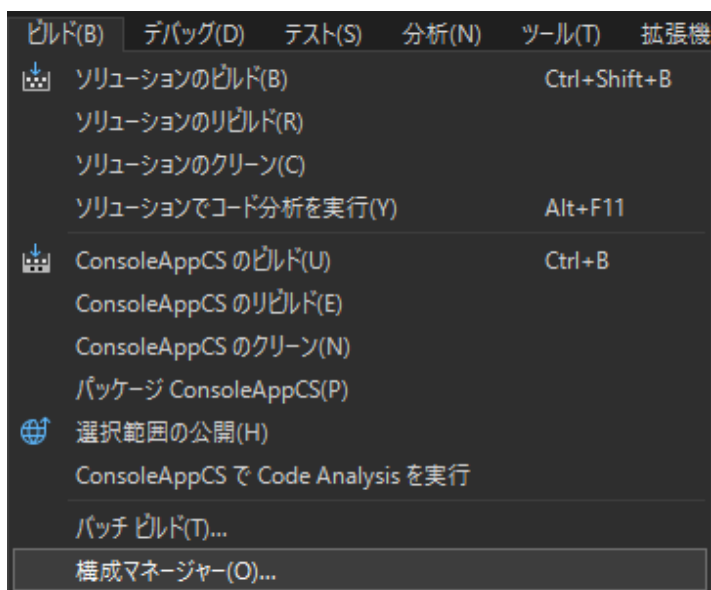 ビルド(B) デバッグ(D) テスト(S) 分析(N) ツール(T) 拡張機
ソリューションのビルド(B) Ctrl+Shift+B
ソリューションのリビルド(R)
ソリューションのクリーン(C)
ソリューションでコード分析を実行(Y) Alt+F11
ConsoleAppCS のビルド(U) Ctrl+B
ConsoleAppCS のリビルド(E)
ConsoleAppCS のクリーン(N)
パッケージ ConsoleAppCS(P)
選択範囲の公開(H)
ConsoleAppCS で Code Analysis を実行
バッチ ビルド(T)...
構成マネージャー(O)...